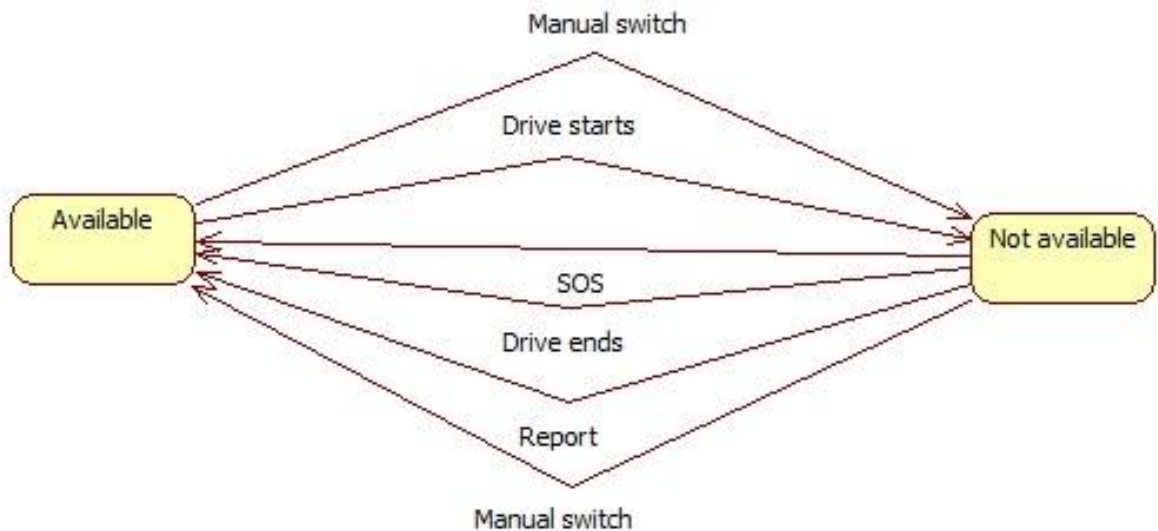 Manual switch
Drive starts
Available
Not available
SOS
Drive ends
Report
Manual switch